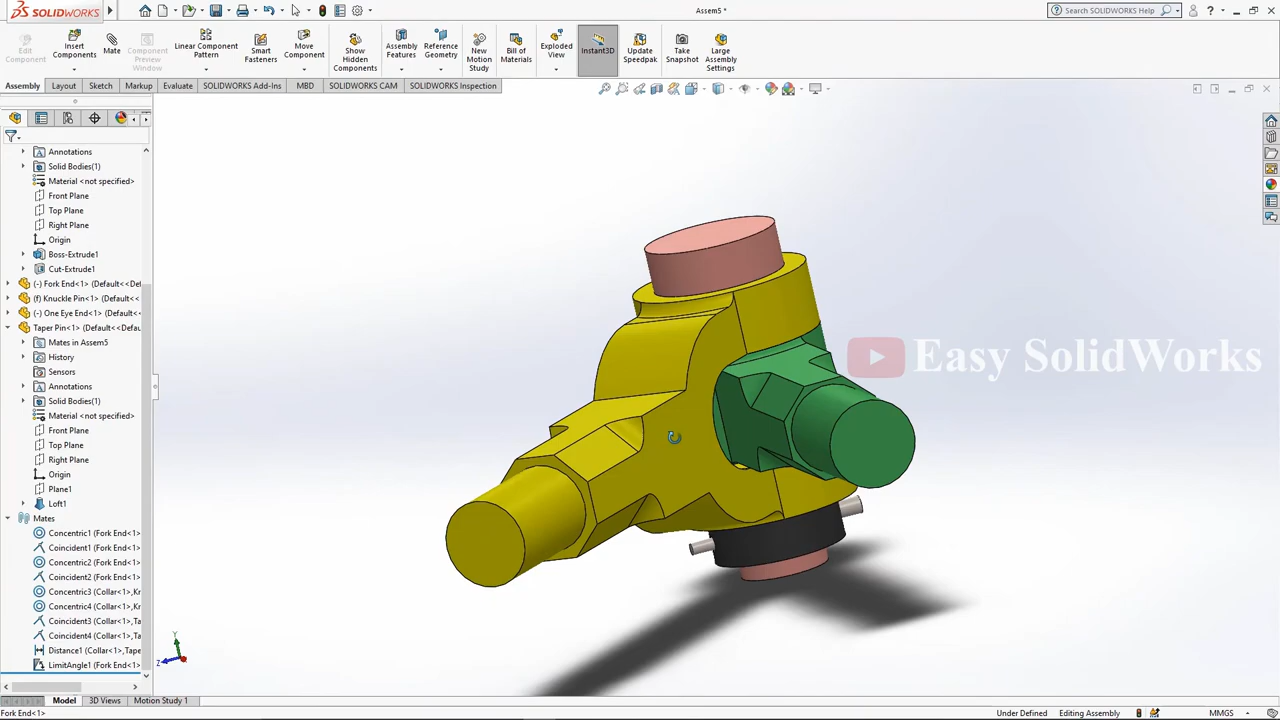 SOLIDWORKS
Assem5 *
Search SOLIDWORKS Help
Edit Component
Insert Components
Mate
Component Preview Window
Linear Component Pattern
Smart Fasteners
Move Component
Show Hidden Components
Assembly Features
Reference Geometry
New Motion Study
Bill of Materials
Exploded View
Instant3D
Update Speedpak
Take Snapshot
Large Assembly Settings
Assembly Layout Sketch Markup Evaluate SOLIDWORKS Add-Ins MBD SOLIDWORKS CAM SOLIDWORKS Inspection
Annotations
Solid Bodies(1)
Material <not specified>
Front Plane
Top Plane
Right Plane
Origin
Boss-Extrude1
Cut-Extrude1
(-) Fork End<1> (Default<<Def
(f) Knuckle Pin<1> (Default<<
(-) One Eye End<1> (Default<
Taper Pin<1> (Default<<Defau
Mates in Assem5
History
Sensors
Annotations
Solid Bodies(1)
Material <not specified>
Front Plane
Top Plane
Right Plane
Origin
Plane1
Loft1
Mates
Concentric1 (Fork End<1>
Coincident1 (Fork End<1>
Concentric2 (Fork End<1>
Coincident2 (Fork End<1>
Concentric3 (Collar<1>,Kn
Concentric4 (Collar<1>,Kn
Coincident3 (Collar<1>,Ta
Coincident4 (Collar<1>,Ta
Distance1 (Collar<1>,Tape
LimitAngle1 (Fork End<1>
Easy SolidWorks
Y
Z
Model 3D Views Motion Study 1
Fork End<1> Under Defined Editing Assembly MMGS